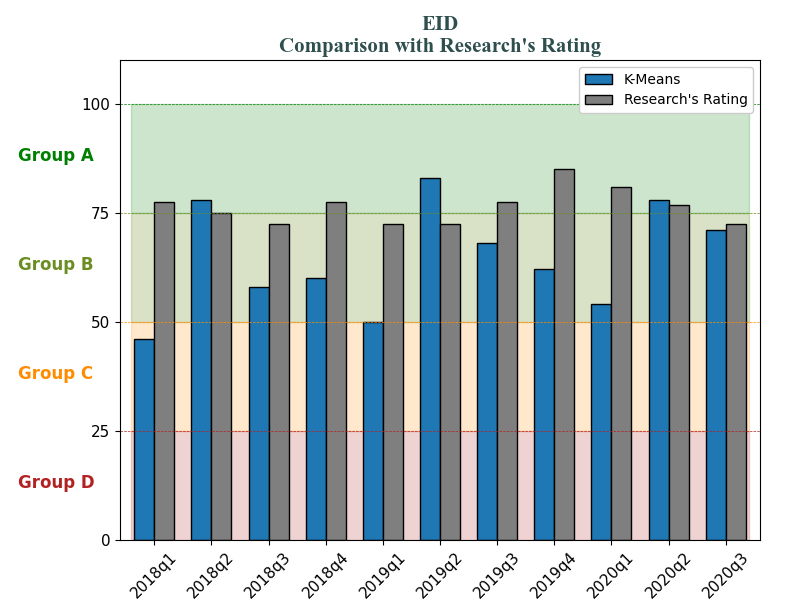 EID
Comparison with Research's Rating
K-Means
Research's Rating
100
Group A
75
Group B
50
Group C
25
Group D
0
2018q1
2018q2
2018q3
2018q4
2019q1
2019q2
2019q3
2019q4
2020q1
2020q2
2020q3